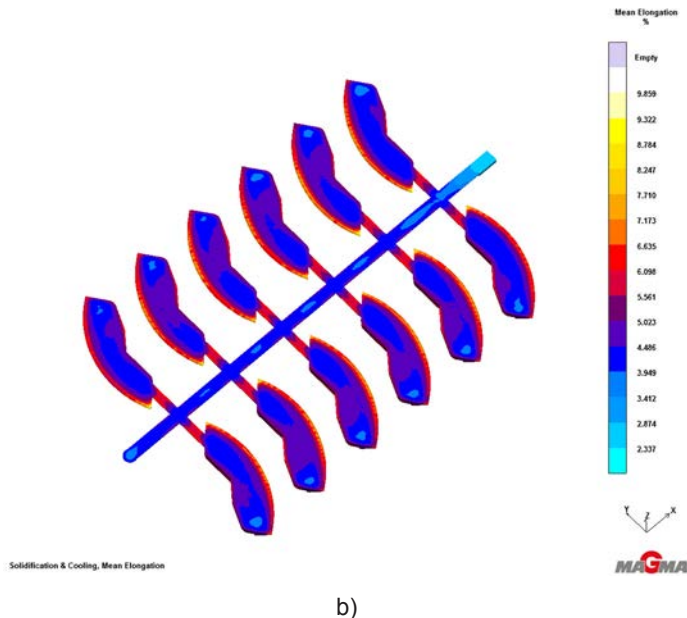 Mean Elongation
%
Empty
9.859
9.322
8.784
8.247
7.710
7.173
6.635
6.098
5.561
5.023
4.486
3.949
3.412
2.874
2.337
Y
Z
X
Solidification & Cooling, Mean Elongation
MAGMA
b)